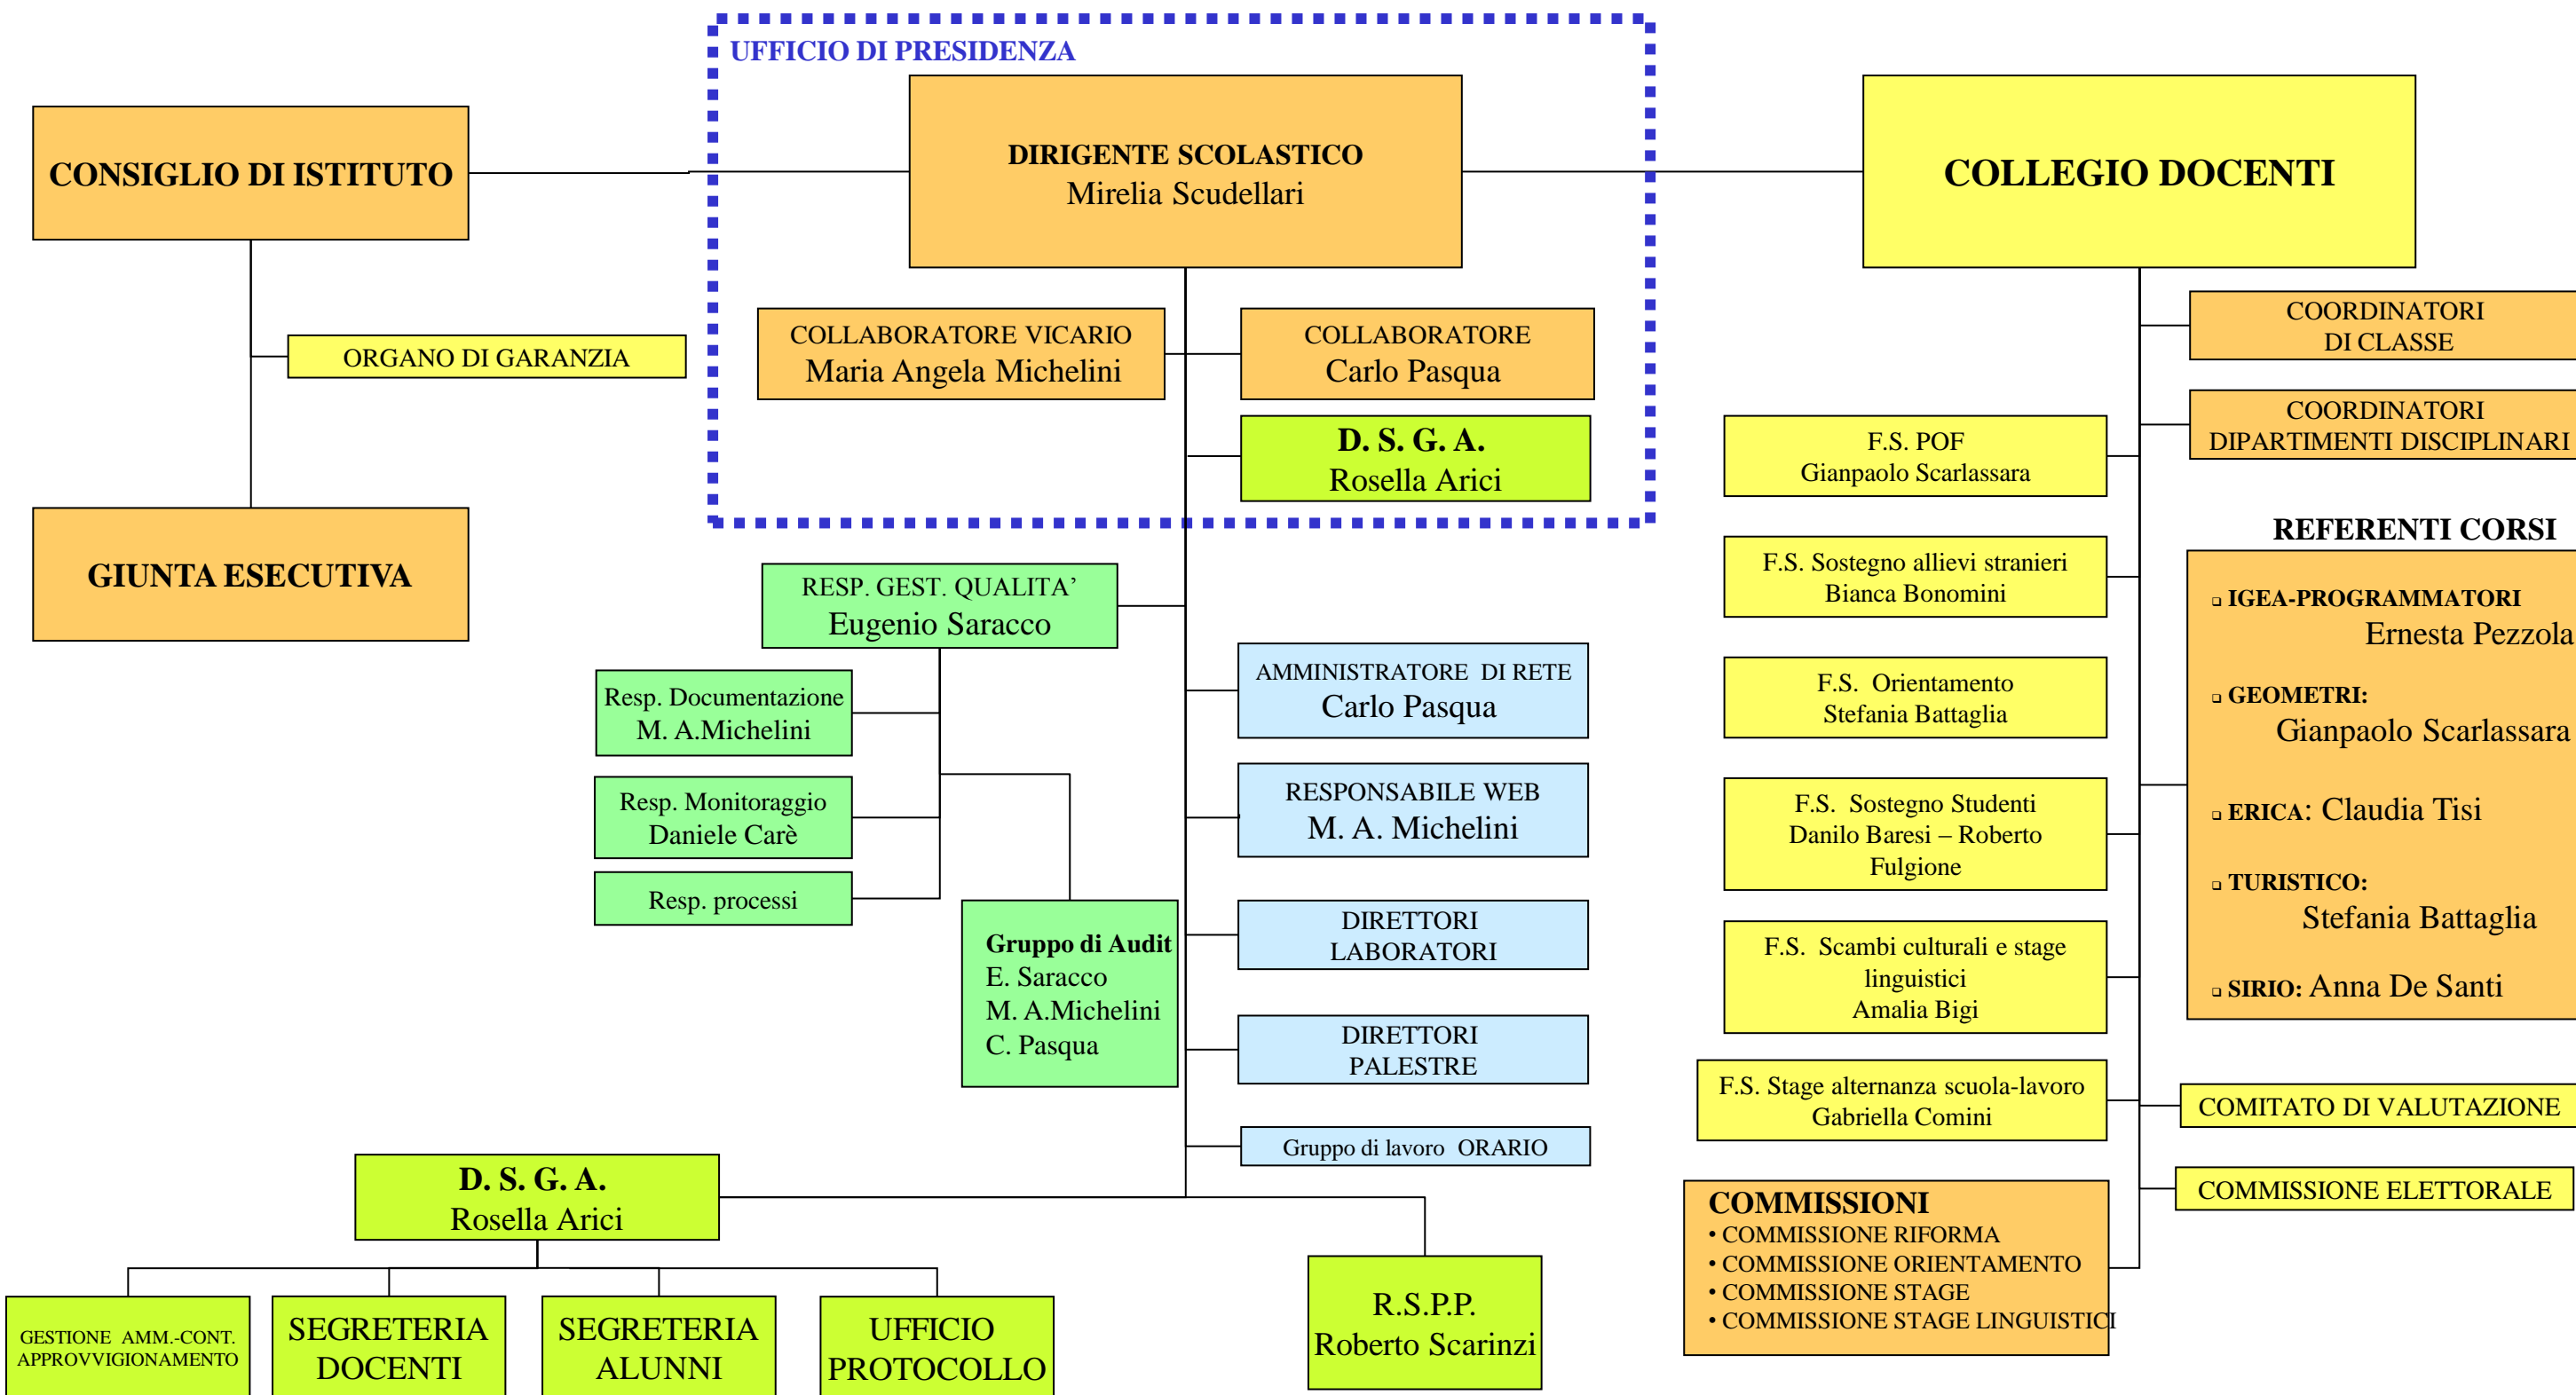 UFFICIO DI PRESIDENZA
CONSIGLIO DI ISTITUTO
DIRIGENTE SCOLASTICO
Mirelia Scudellari
COLLEGIO DOCENTI
ORGANO DI GARANZIA
GIUNTA ESECUTIVA
COLLABORATORE VICARIO
Maria Angela Michelini
COLLABORATORE
Carlo Pasqua
D. S. G. A.
Rosella Arici
RESP. GEST. QUALITA’
Eugenio Saracco
Resp. Documentazione
M. A.Michelini
Resp. Monitoraggio
Daniele Carè
Resp. processi
Gruppo di Audit
E. Saracco
M. A.Michelini
C. Pasqua
AMMINISTRATORE DI RETE
Carlo Pasqua
RESPONSABILE WEB
M. A. Michelini
DIRETTORI
LABORATORI
DIRETTORI
PALESTRE
Gruppo di lavoro ORARIO
D. S. G. A.
Rosella Arici
GESTIONE AMM.-CONT.
APPROVVIGIONAMENTO
SEGRETERIA
DOCENTI
SEGRETERIA
ALUNNI
UFFICIO
PROTOCOLLO
R.S.P.P.
Roberto Scarinzi
COORDINATORI
DI CLASSE
COORDINATORI
DIPARTIMENTI DISCIPLINARI
F.S. POF
Gianpaolo Scarlassara
F.S. Sostegno allievi stranieri
Bianca Bonomini
F.S. Orientamento
Stefania Battaglia
F.S. Sostegno Studenti
Danilo Baresi – Roberto
Fulgione
F.S. Scambi culturali e stage
linguistici
Amalia Bigi
F.S. Stage alternanza scuola-lavoro
Gabriella Comini
REFERENTI CORSI
❑ IGEA-PROGRAMMATORI
Ernesta Pezzola
❑ GEOMETRI:
Gianpaolo Scarlassara
❑ ERICA: Claudia Tisi
❑ TURISTICO:
Stefania Battaglia
❑ SIRIO: Anna De Santi
COMITATO DI VALUTAZIONE
COMMISSIONE ELETTORALE
COMMISSIONI
• COMMISSIONE RIFORMA
• COMMISSIONE ORIENTAMENTO
• COMMISSIONE STAGE
• COMMISSIONE STAGE LINGUISTICI